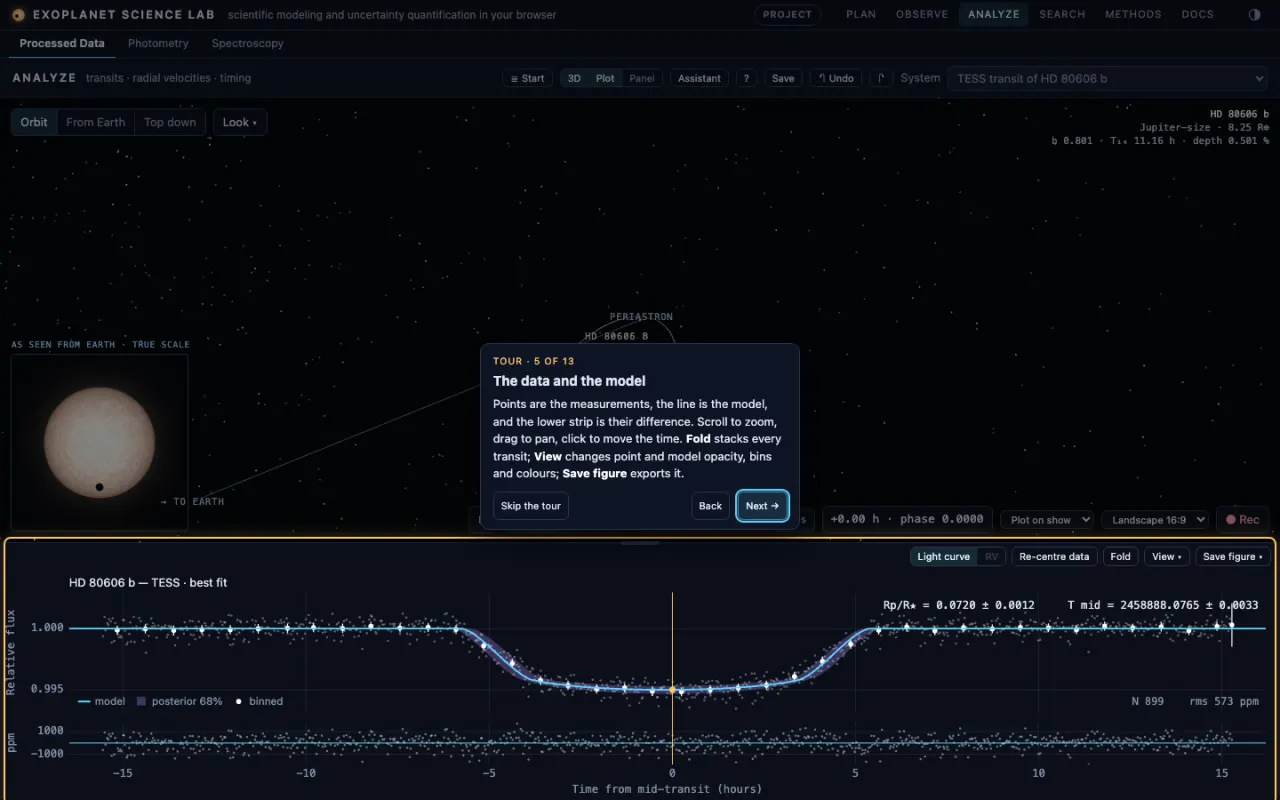 EXOPLANET SCIENCE LAB scientific modeling and uncertainty quantification in your browser PROJECT PLAN OBSERVE ANALYZE SEARCH METHODS DOCS
Processed Data Photometry Spectroscopy
ANALYZE transits · radial velocities · timing ≡ Start 3D Plot Panel Assistant ? Save ↰ Undo ↱ System TESS transit of HD 80606 b
Orbit From Earth Top down Look ▾
HD 80606 b
Jupiter-size · 8.25 R⊕
b 0.801 · T₁₄ 11.16 h · depth 0.501 %
PERIASTRON
HD 80606 B
AS SEEN FROM EARTH · TRUE SCALE
→ TO EARTH
TOUR · 5 OF 13
The data and the model
Points are the measurements, the line is the model,
and the lower strip is their difference. Scroll to zoom,
drag to pan, click to move the time. Fold stacks every
transit; View changes point and model opacity, bins
and colours; Save figure exports it.
Skip the tour Back Next →
+0.00 h · phase 0.0000 Plot on show Landscape 16:9 Rec
Light curve RV Re-centre data Fold View ▾ Save figure ▾
HD 80606 b — TESS · best fit
Rp/R★ = 0.0720 ± 0.0012 T mid = 2458888.0765 ± 0.0033
Relative flux
1.000
0.995
model posterior 68% binned
N 899 rms 573 ppm
ppm
1000
−1000
−15 −10 −5 0 5 10 15
Time from mid-transit (hours)